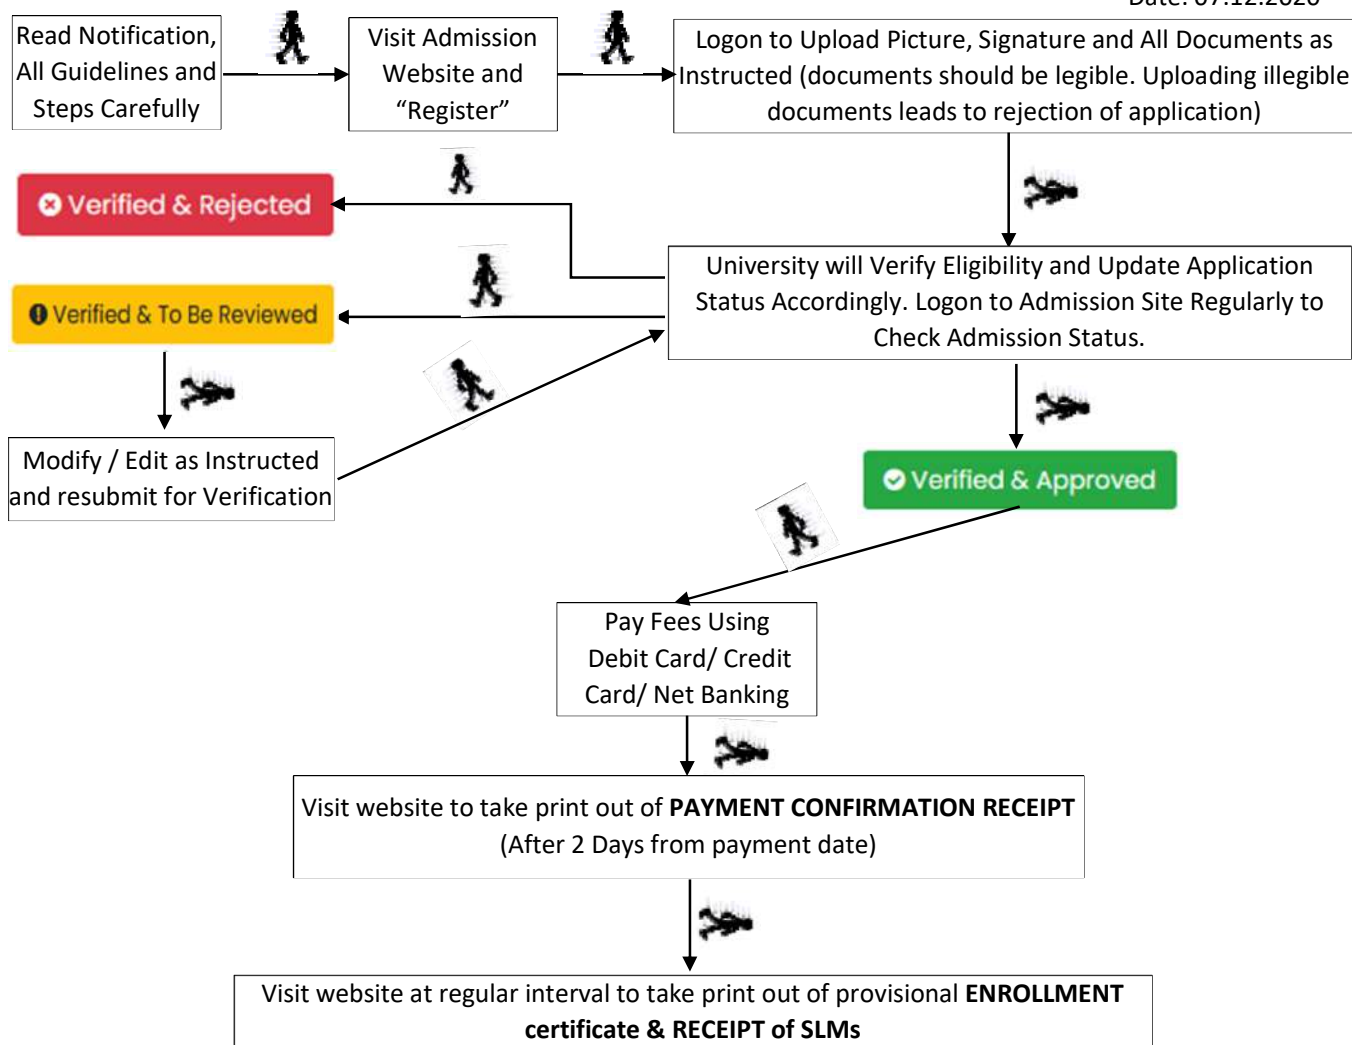 Date: 07.12.2020
Read Notification,
All Guidelines and
Steps Carefully
Visit Admission
Website and
“Register”
Logon to Upload Picture, Signature and All Documents as
Instructed (documents should be legible. Uploading illegible
documents leads to rejection of application)
Verified & Rejected
University will Verify Eligibility and Update Application
Status Accordingly. Logon to Admission Site Regularly to
Check Admission Status.
Verified & To Be Reviewed
Modify / Edit as Instructed
and resubmit for Verification
Verified & Approved
Pay Fees Using
Debit Card/ Credit
Card/ Net Banking
Visit website to take print out of PAYMENT CONFIRMATION RECEIPT
(After 2 Days from payment date)
Visit website at regular interval to take print out of provisional ENROLLMENT
certificate & RECEIPT of SLMs